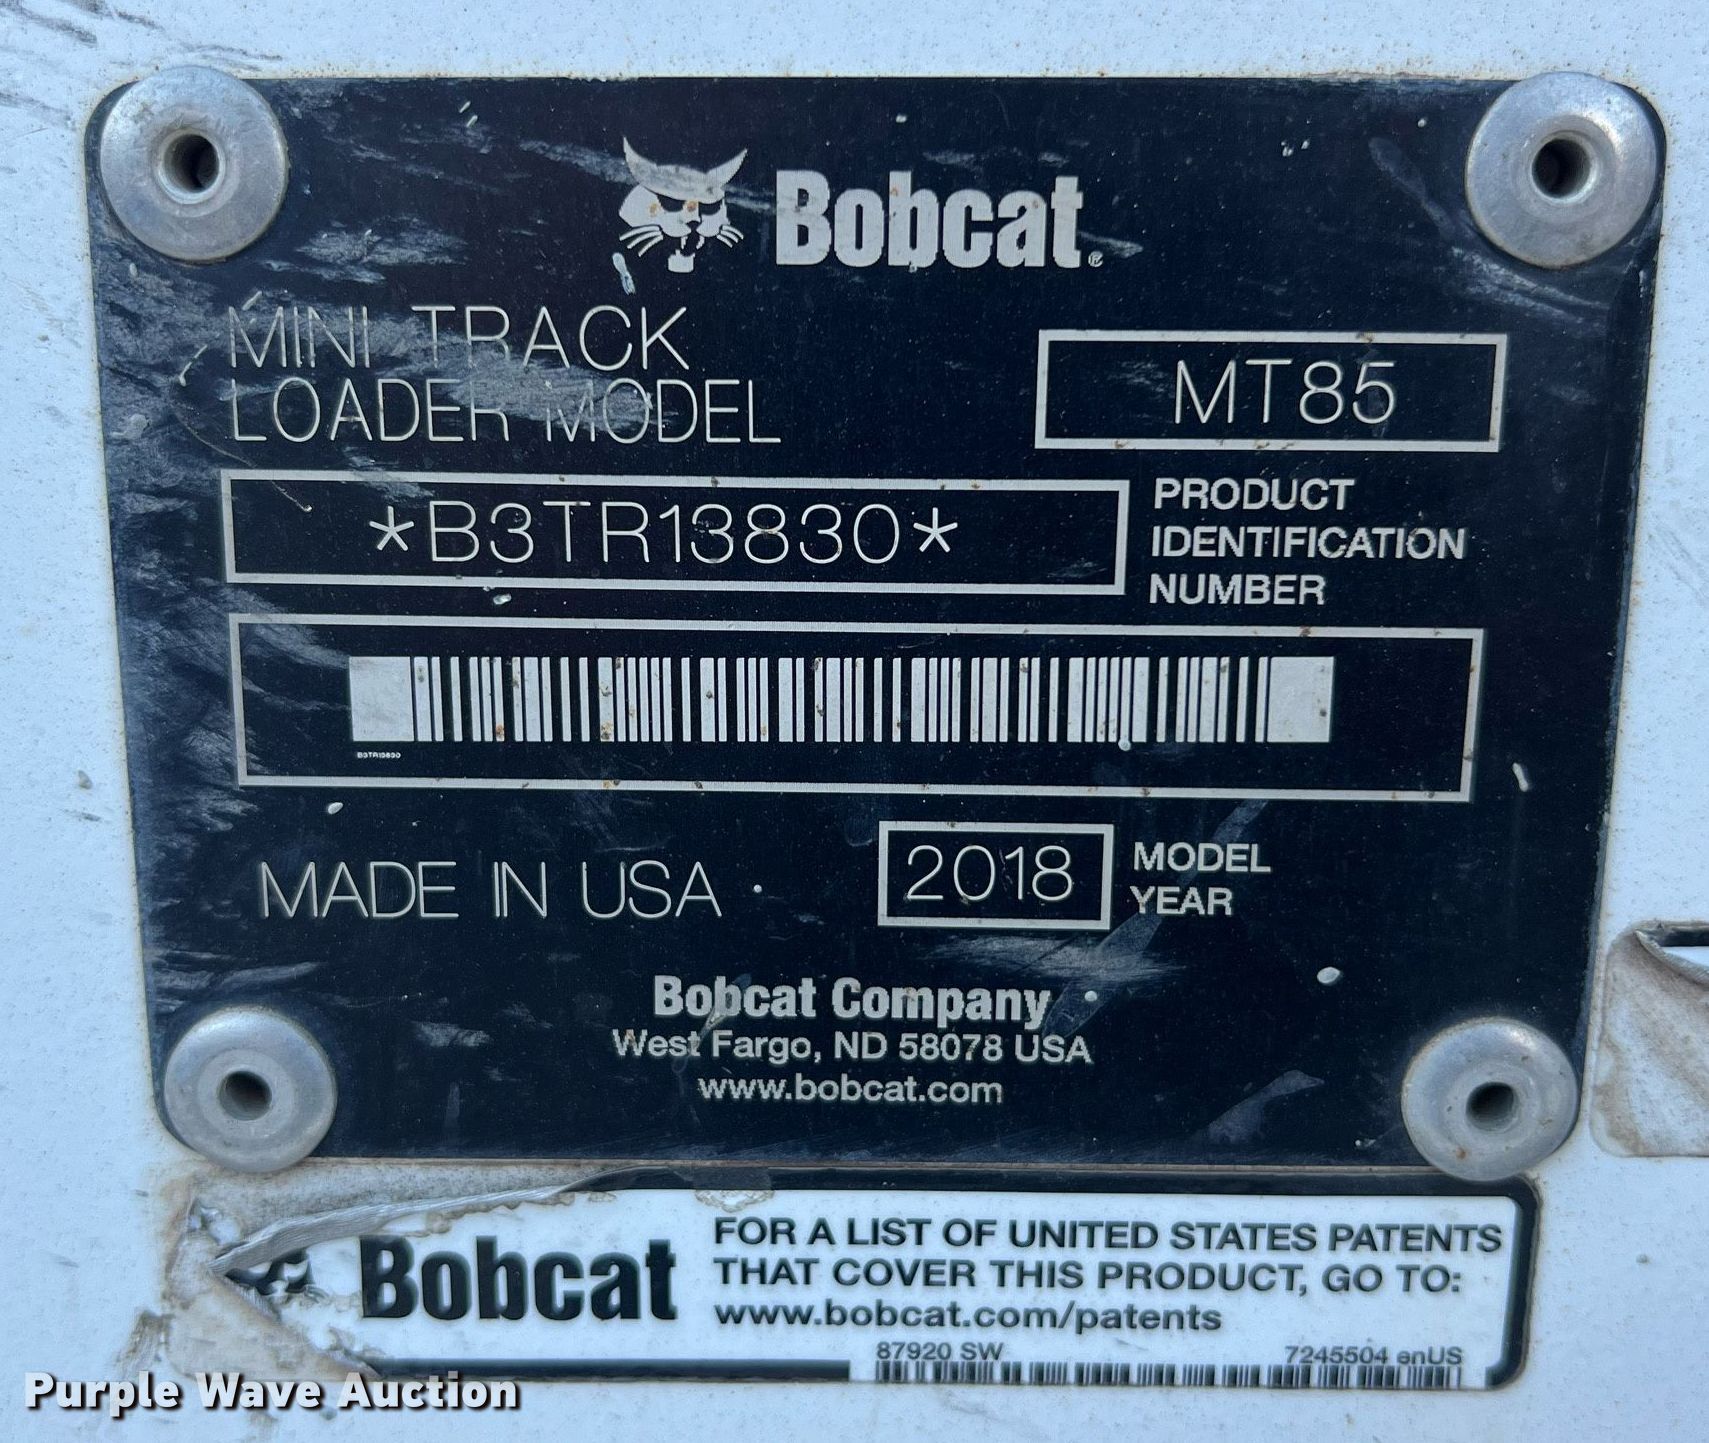 Bobcat®
MINI TRACK
LOADER MODEL
MT85
*B3TR13830*
PRODUCT
IDENTIFICATION
NUMBER
B3TR13830
MADE IN USA
2018
MODEL
YEAR
Bobcat Company
West Fargo, ND 58078 USA
www.bobcat.com
Bobcat
FOR A LIST OF UNITED STATES PATENTS
THAT COVER THIS PRODUCT, GO TO:
www.bobcat.com/patents
87920 SW
7245504 enUS
Purple Wave Auction